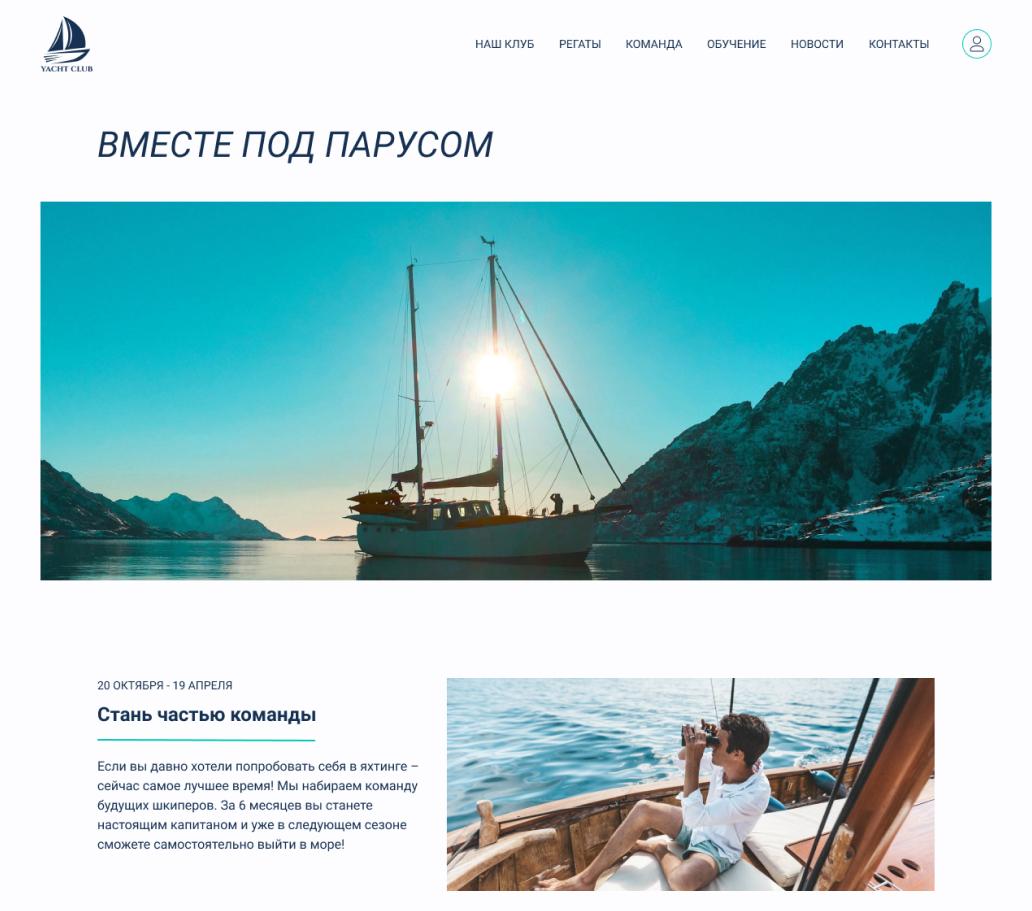 YACHT CLUB
НАШ КЛУБ
РЕГАТЫ
КОМАНДА
ОБУЧЕНИЕ
НОВОСТИ
КОНТАКТЫ
ВМЕСТЕ ПОД ПАРУСОМ
20 ОКТЯБРЯ - 19 АПРЕЛЯ
Стань частью команды
Если вы давно хотели попробовать себя в яхтинге –
сейчас самое лучшее время! Мы набираем команду
будущих шкиперов. За 6 месяцев вы станете
настоящим капитаном и уже в следующем сезоне
сможете самостоятельно выйти в море!